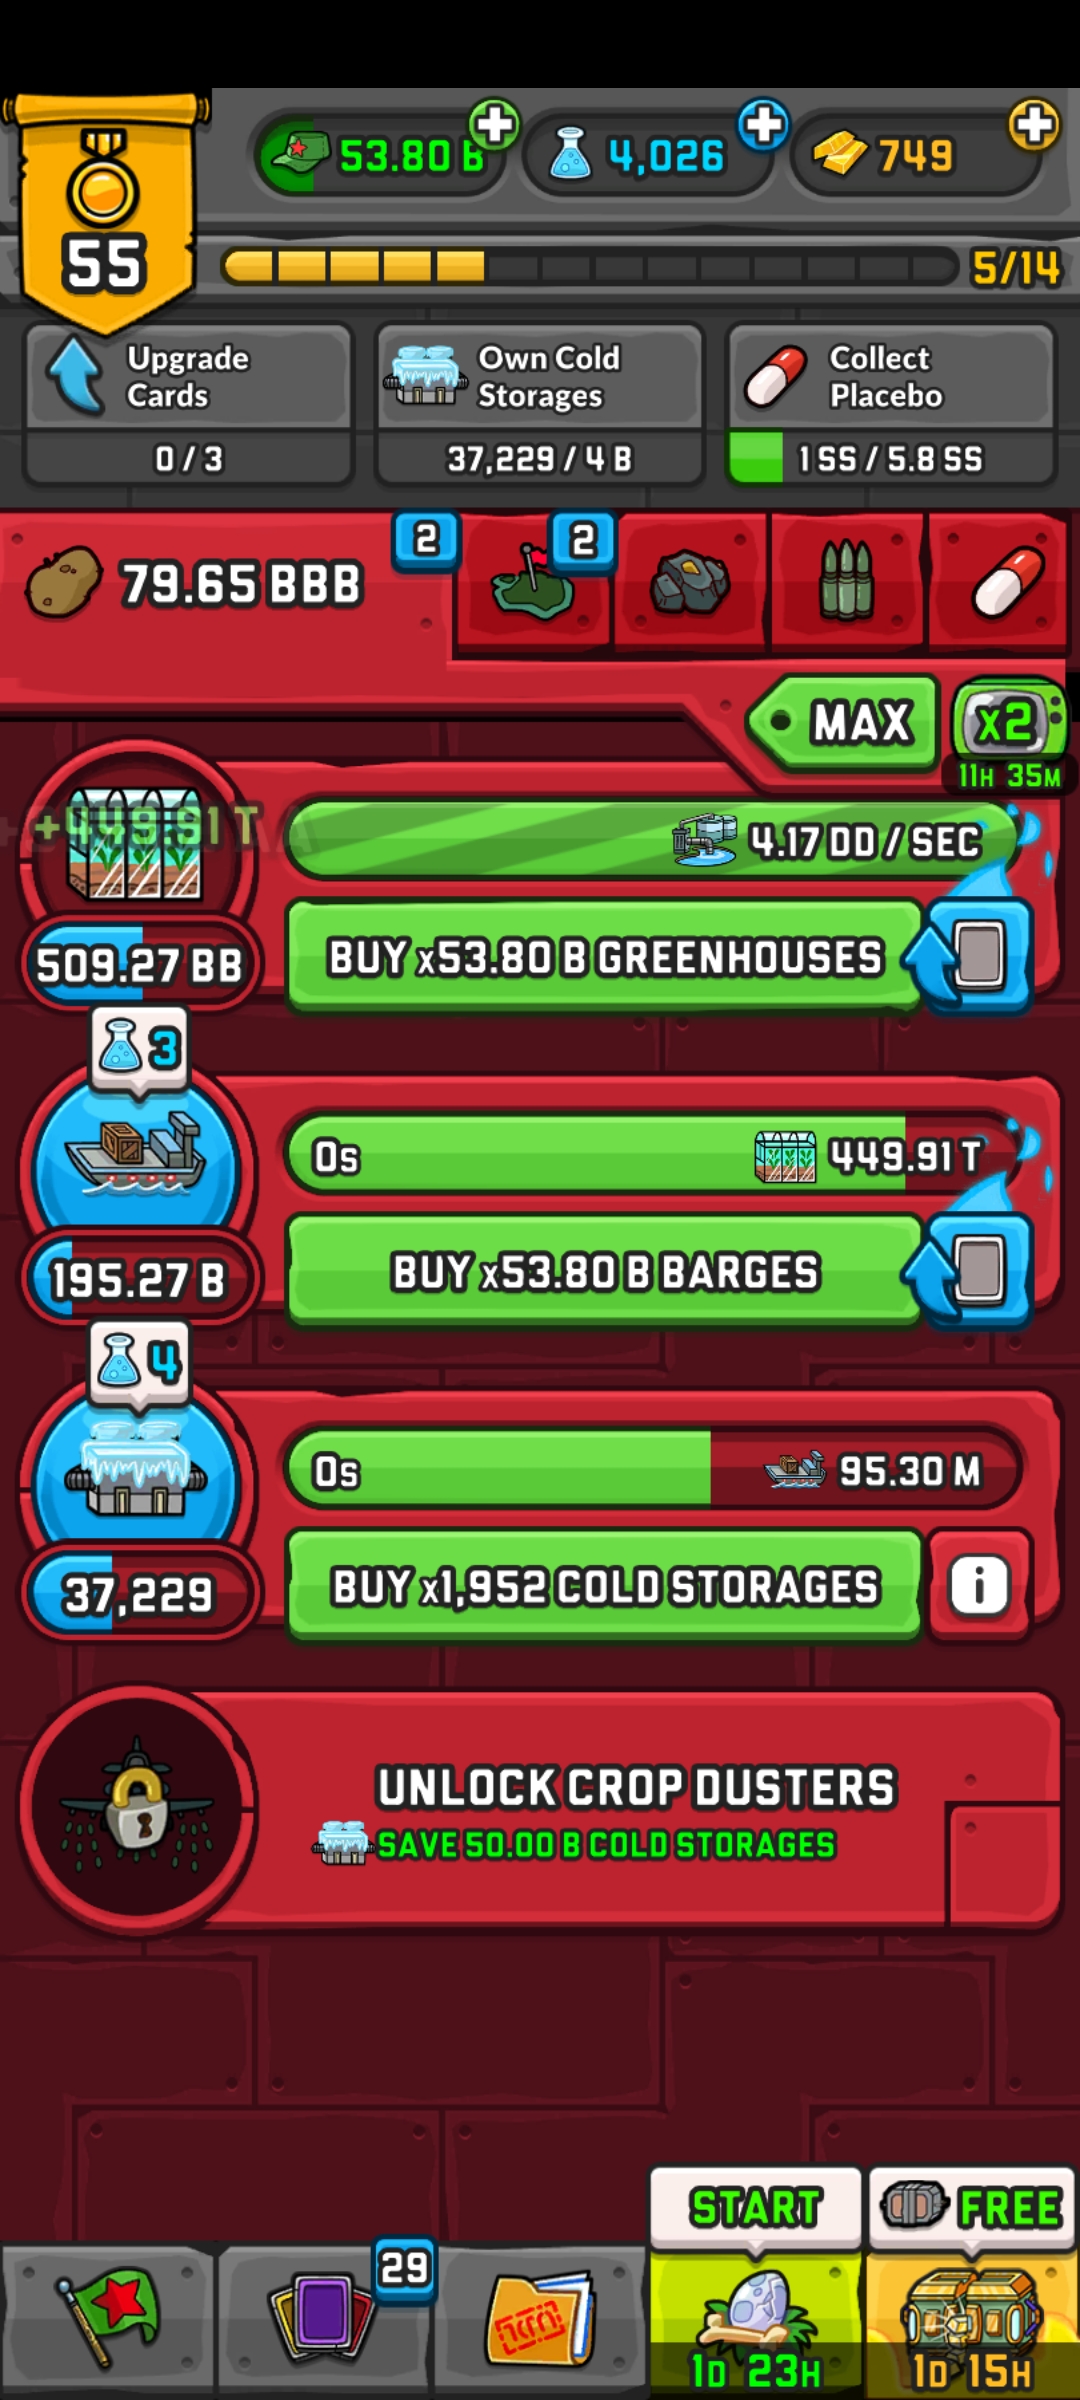 55
53.80 B
4,026
749
5/14
Upgrade
Cards
0 / 3
Own Cold
Storages
37,229 / 4 B
Collect
Placebo
1 SS / 5.8 SS
79.65 BBB
2
2
MAX
x2
11H 35M
+449.91 T
4.17 DD / SEC
509.27 BB
BUY x53.80 B GREENHOUSES
3
0s
449.91 T
195.27 B
BUY x53.80 B BARGES
4
0s
95.30 M
37,229
BUY x1,952 COLD STORAGES
i
UNLOCK CROP DUSTERS
SAVE 50.00 B COLD STORAGES
START
FREE
29
1D 23H
1D 15H